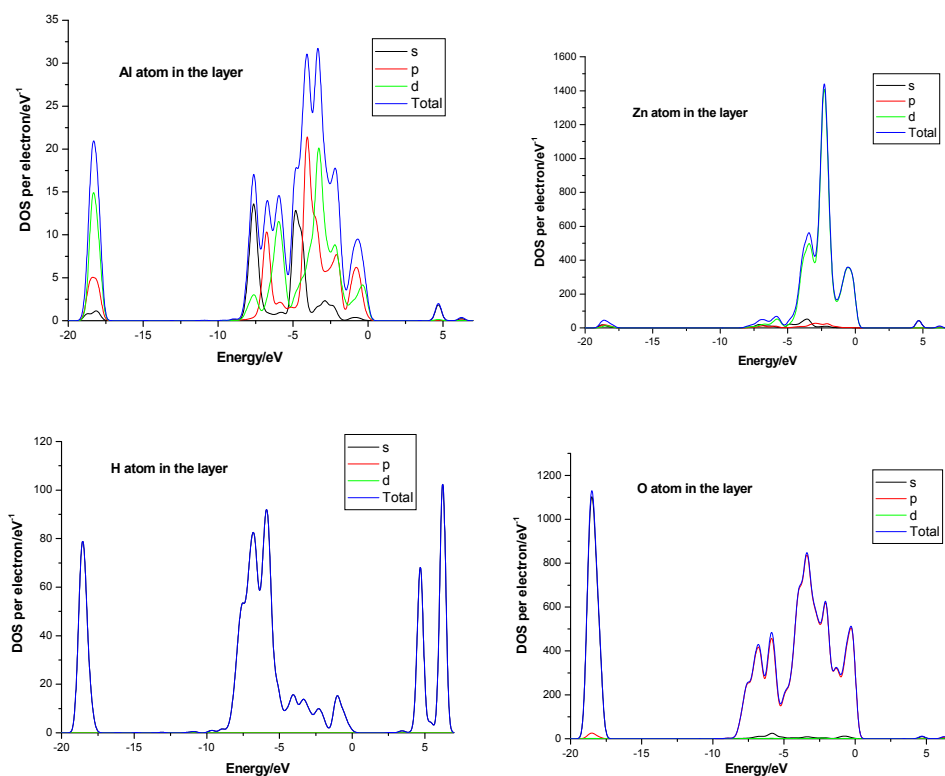 Al atom in the layer
s
p
d
Total
35
30
25
20
15
10
5
0
DOS per electron/eV⁻¹
-20
-15
-10
-5
0
5
Energy/eV
Zn atom in the layer
s
p
d
Total
1600
1400
1200
1000
800
600
400
200
0
DOS per electron/eV⁻¹
-20
-15
-10
-5
0
5
Energy/eV
H atom in the layer
s
p
d
Total
120
100
80
60
40
20
0
DOS per electron/eV⁻¹
-20
-15
-10
-5
0
5
Energy/eV
O atom in the layer
s
p
d
Total
1200
1000
800
600
400
200
0
DOS per electron/eV⁻¹
-20
-15
-10
-5
0
5
Energy/eV